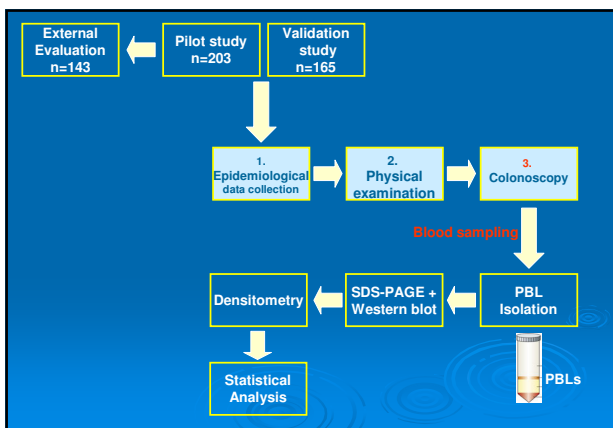 External
Evaluation
n=143
Pilot study
n=203
Validation
study
n=165
1.
Epidemiological
data collection
2.
Physical
examination
3.
Colonoscopy
Blood sampling
Densitometry
SDS-PAGE +
Western blot
PBL
Isolation
Statistical
Analysis
PBLs